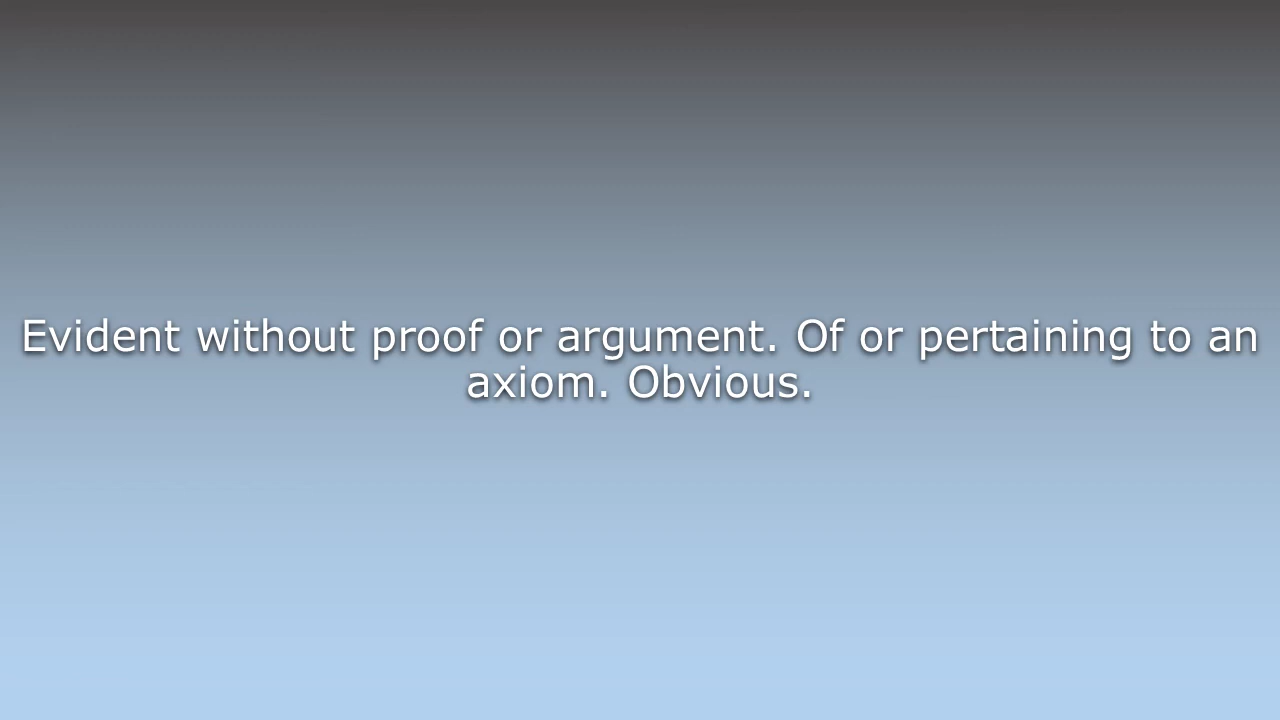 Evident without proof or argument. Of or pertaining to an
axiom. Obvious.